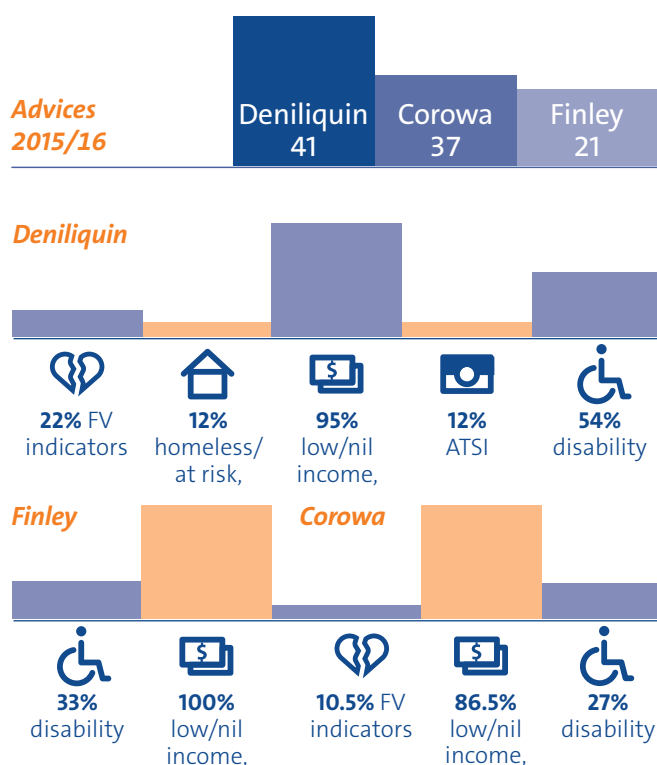 Advices
2015/16
Deniliquin
41
Corowa
37
Finley
21
Deniliquin
22% FV
indicators
12%
homeless/
at risk,
95%
low/nil
income,
12%
ATSI
54%
disability
Finley
Corowa
33%
disability
100%
low/nil
income,
10.5% FV
indicators
86.5%
low/nil
income,
27%
disability